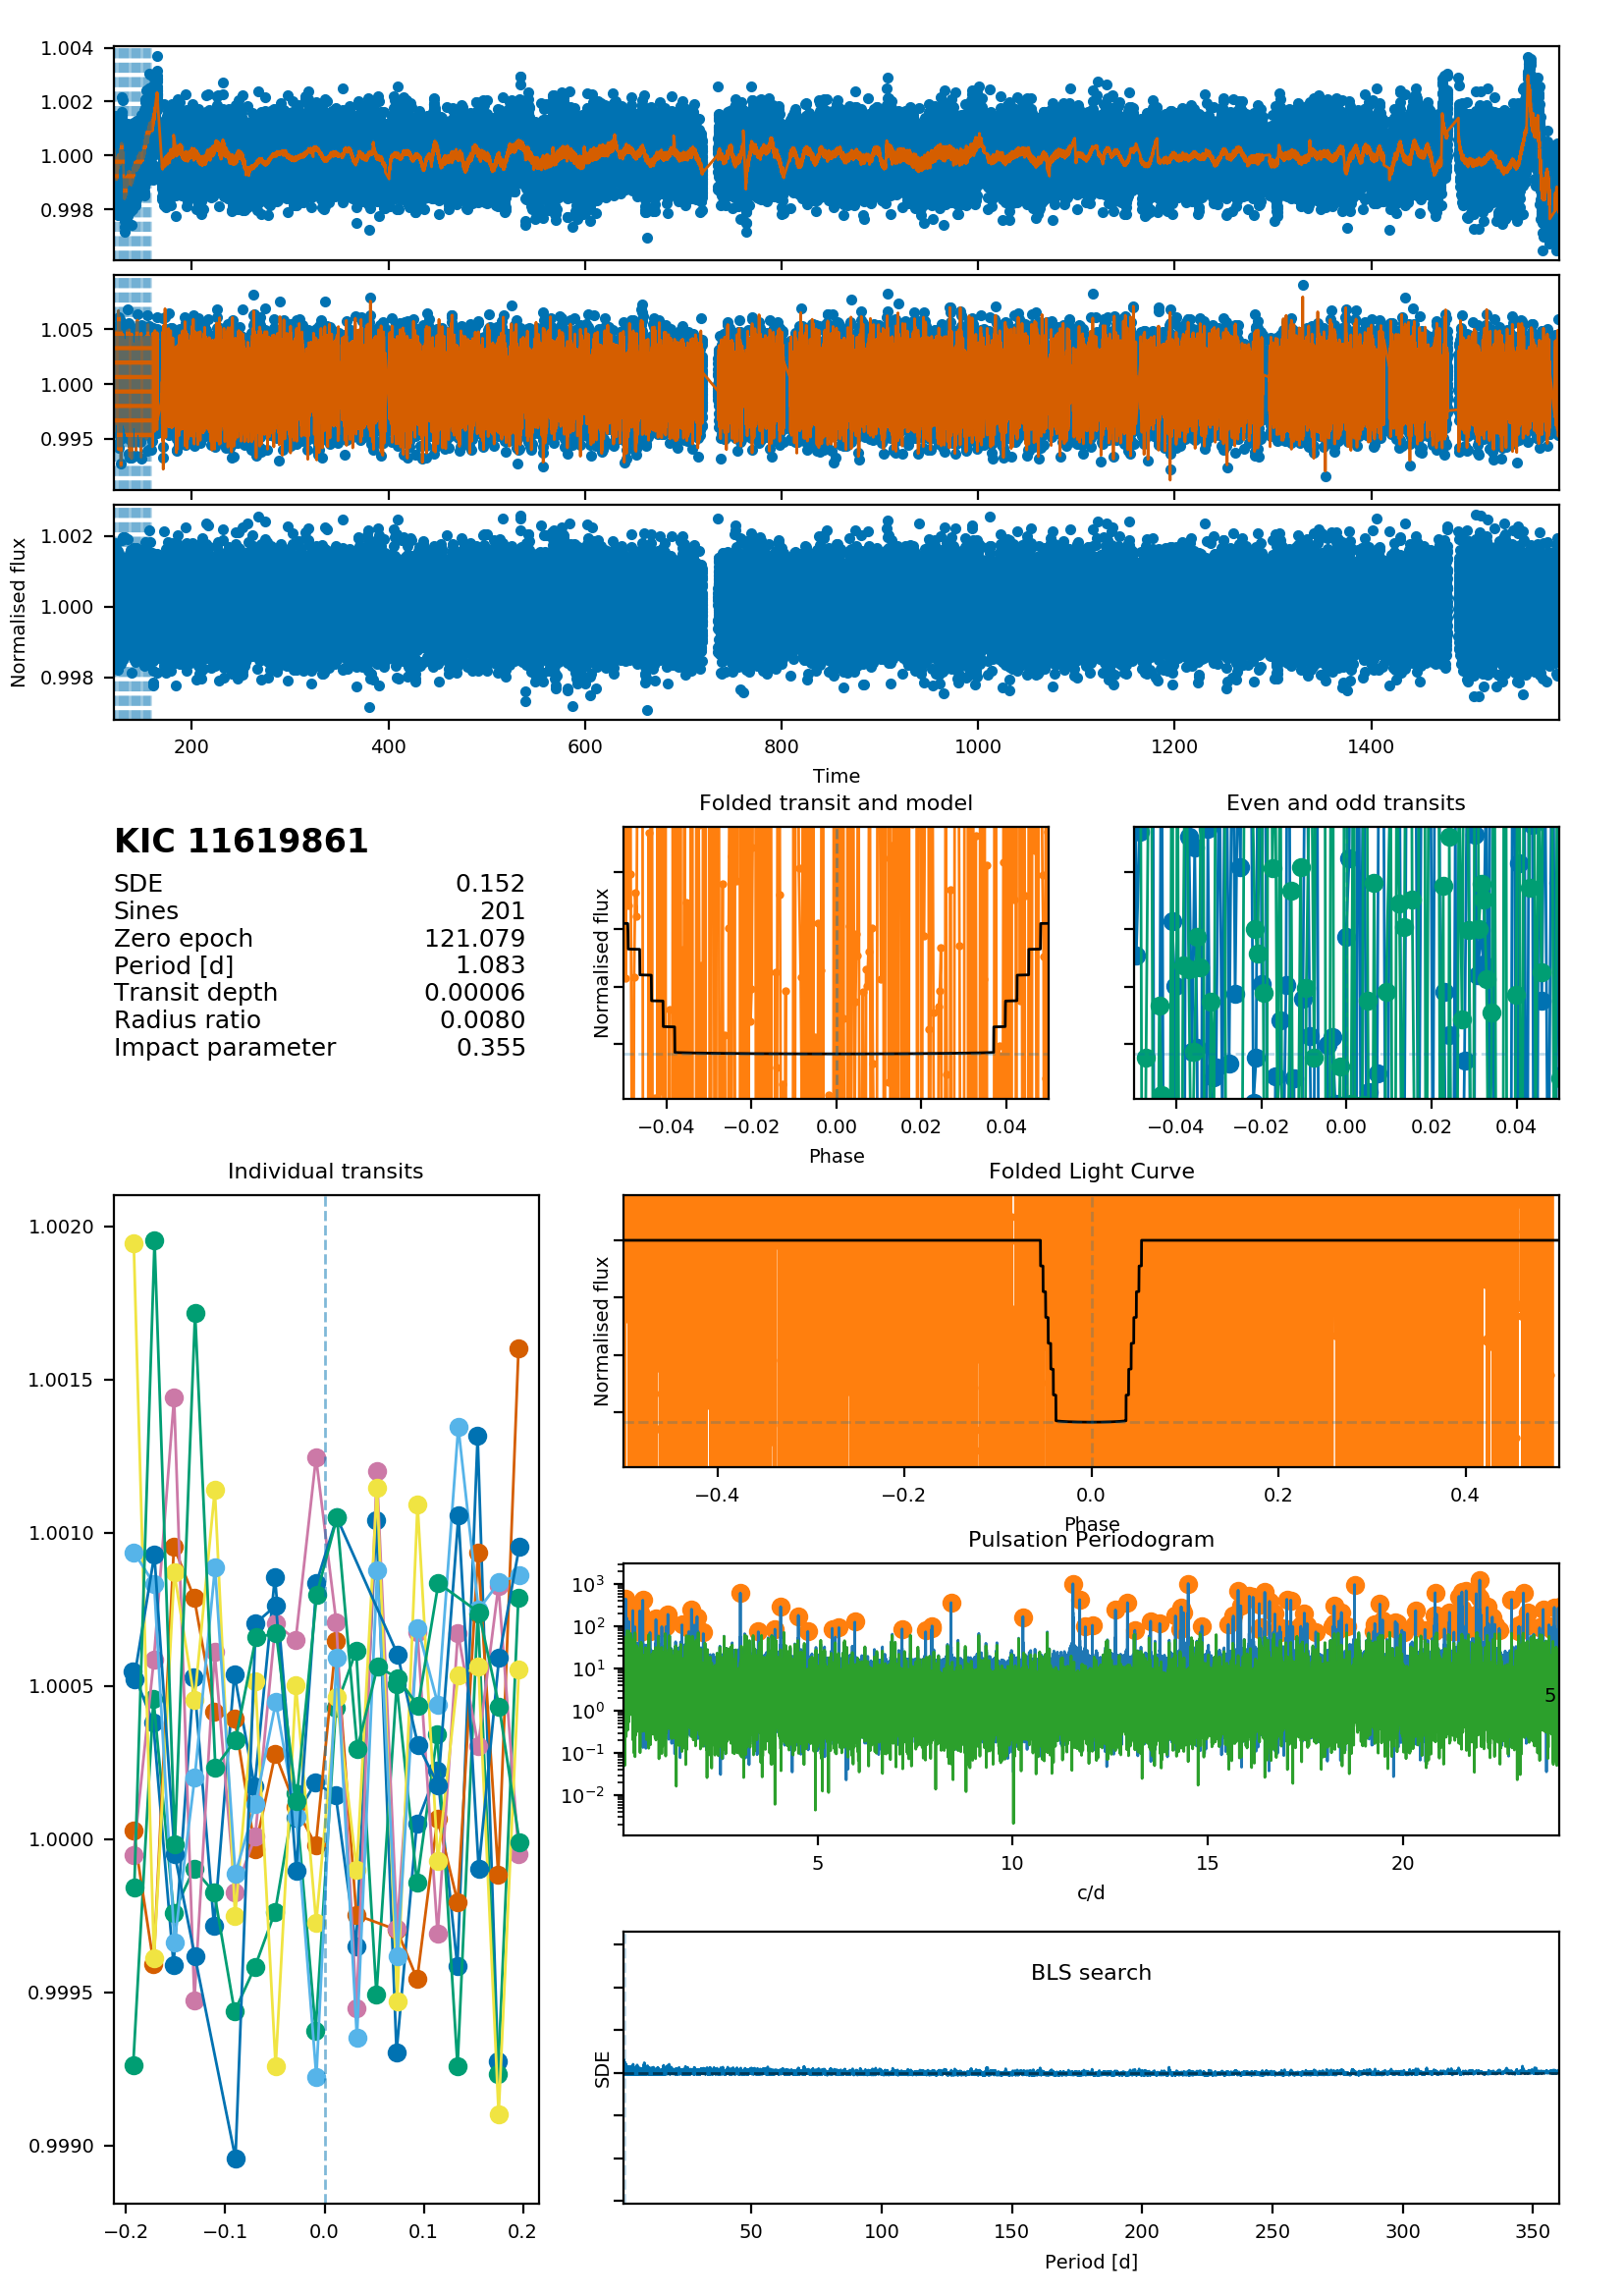 1.004
1.002
1.000
0.998
1.005
1.000
0.995
1.002
1.000
0.998
Normalised flux
200 400 600 800 1000 1200 1400
Time
KIC 11619861
SDE 0.152
Sines 201
Zero epoch 121.079
Period [d] 1.083
Transit depth 0.00006
Radius ratio 0.0080
Impact parameter 0.355
Folded transit and model
Normalised flux
−0.04 −0.02 0.00 0.02 0.04
Phase
Even and odd transits
−0.04 −0.02 0.00 0.02 0.04
Individual transits
1.0020
1.0015
1.0010
1.0005
1.0000
0.9995
0.9990
−0.2 −0.1 0.0 0.1 0.2
Folded Light Curve
Normalised flux
−0.4 −0.2 0.0 0.2 0.4
Phase
Pulsation Periodogram
10³
10²
10¹
10⁰
10⁻¹
10⁻²
5
5 10 15 20
c/d
BLS search
SDE
50 100 150 200 250 300 350
Period [d]